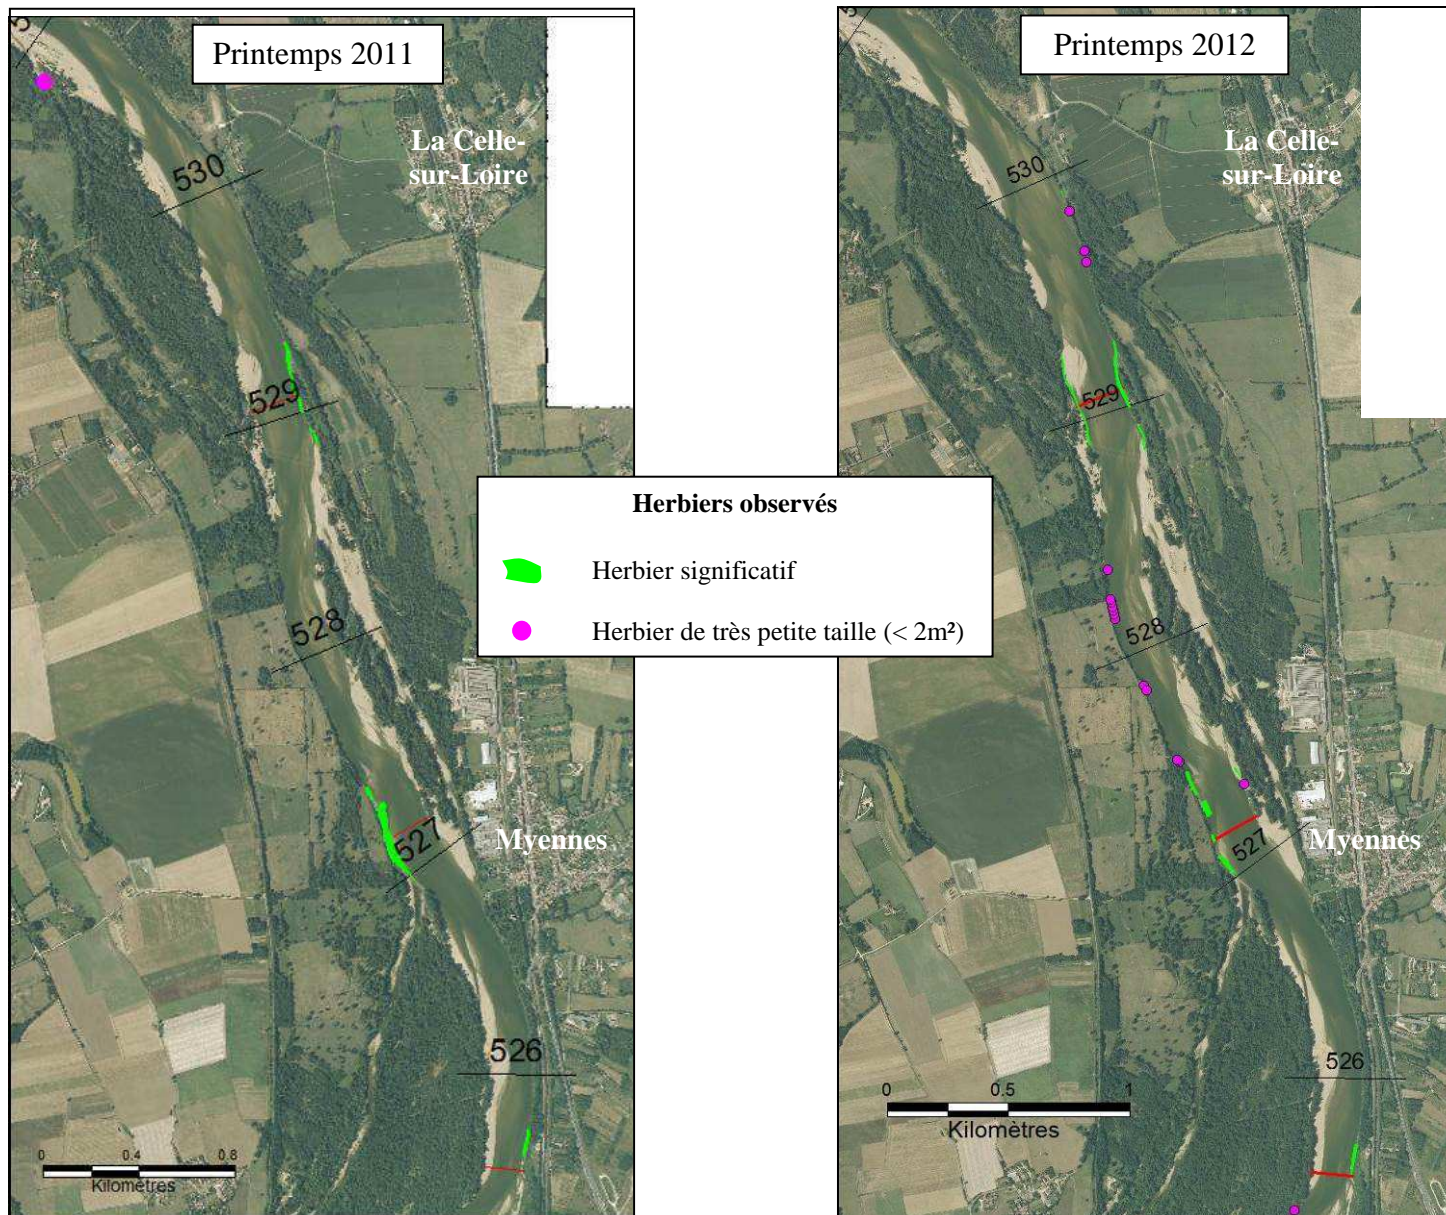 Printemps 2011
La Celle-
sur-Loire
530
529
528
527
Myennes
526
0 0.4 0.8
Kilomètres
Herbiers observés
Herbier significatif
Herbier de très petite taille (< 2m²)
Printemps 2012
La Celle-
sur-Loire
530
529
528
527
Myennes
526
0 0.5 1
Kilomètres